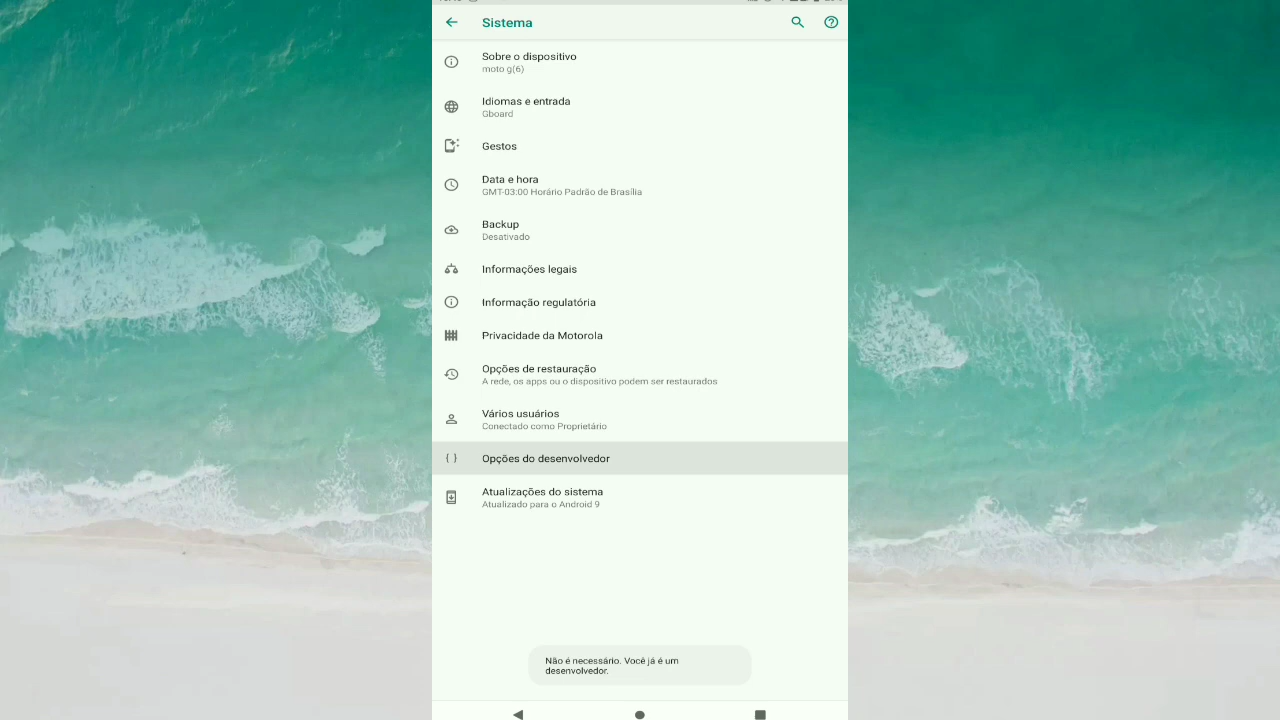 Sistema
Sobre o dispositivo
moto g(6)
Idiomas e entrada
Gboard
Gestos
Data e hora
GMT-03:00 Horário Padrão de Brasília
Backup
Desativado
Informações legais
Informação regulatória
Privacidade da Motorola
Opções de restauração
A rede, os apps ou o dispositivo podem ser restaurados
Vários usuários
Conectado como Proprietário
{ } Opções do desenvolvedor
Atualizações do sistema
Atualizado para o Android 9
Não é necessário. Você já é um
desenvolvedor.